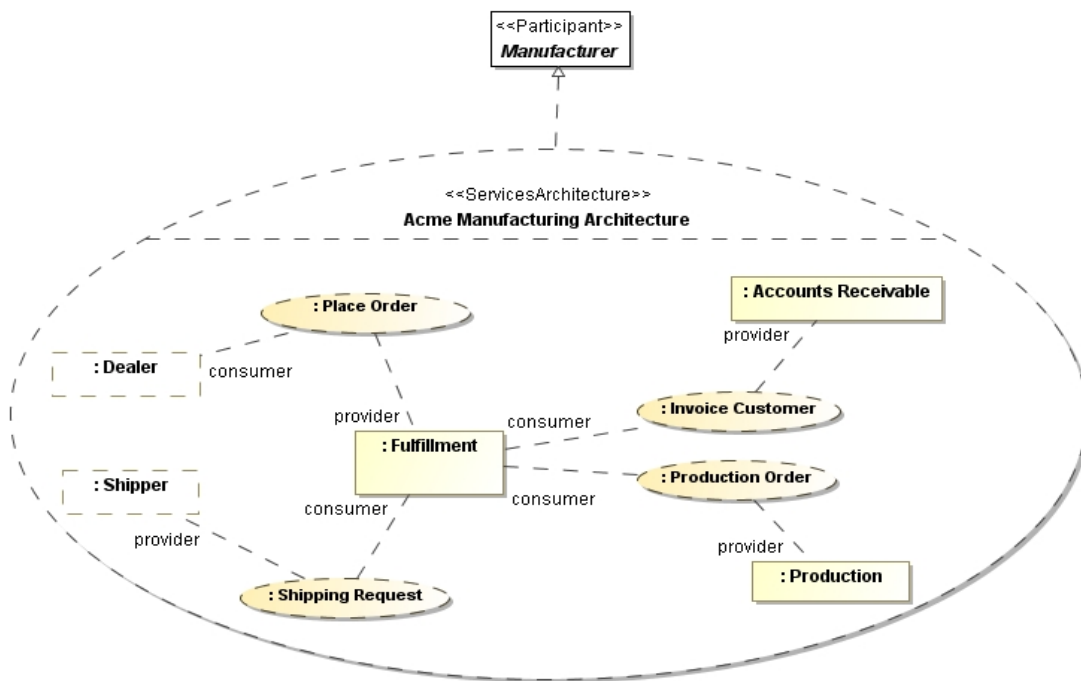 <<Participant>>
Manufacturer
<<ServicesArchitecture>>
Acme Manufacturing Architecture
: Place Order
: Accounts Receivable
: Dealer
consumer
provider
provider
consumer
: Invoice Customer
: Fulfillment
: Production Order
: Shipper
consumer
consumer
provider
provider
: Production
: Shipping Request